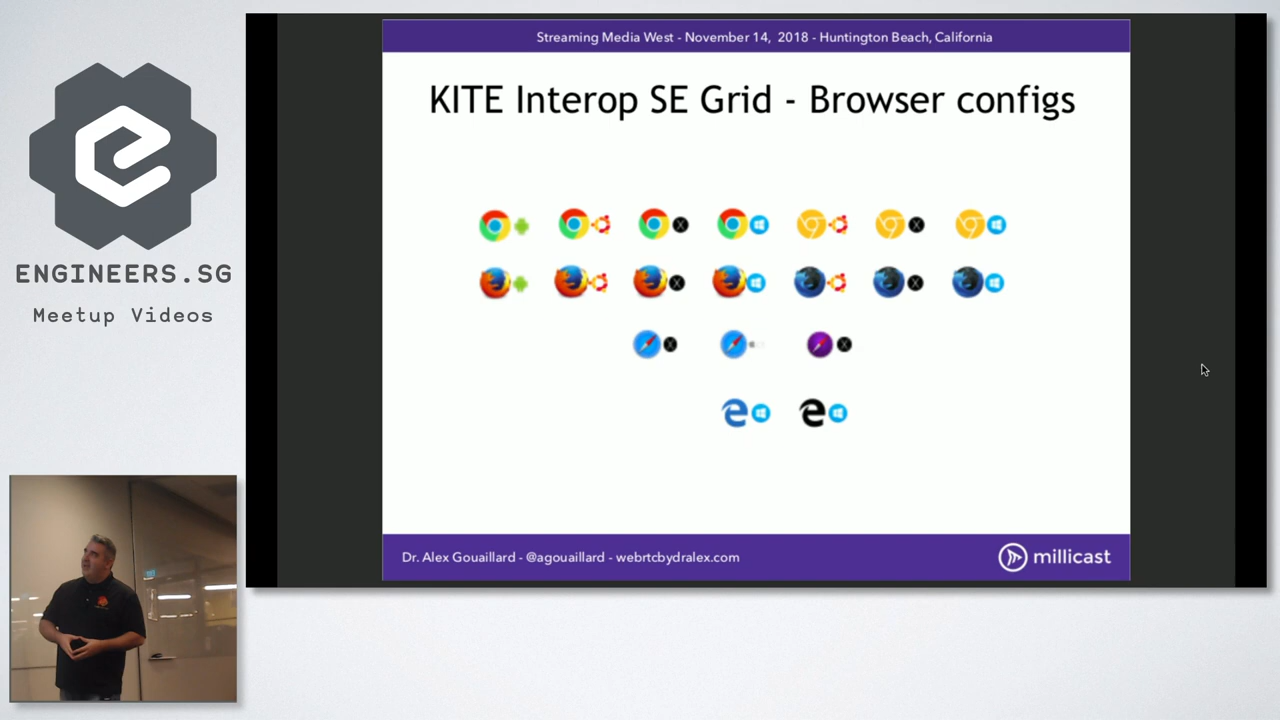 Streaming Media West - November 14, 2018 - Huntington Beach, California
KITE Interop SE Grid - Browser configs
ENGINEERS.SG
Meetup Videos
Dr. Alex Gouaillard - @agouaillard - webrtcbydralex.com
millicast